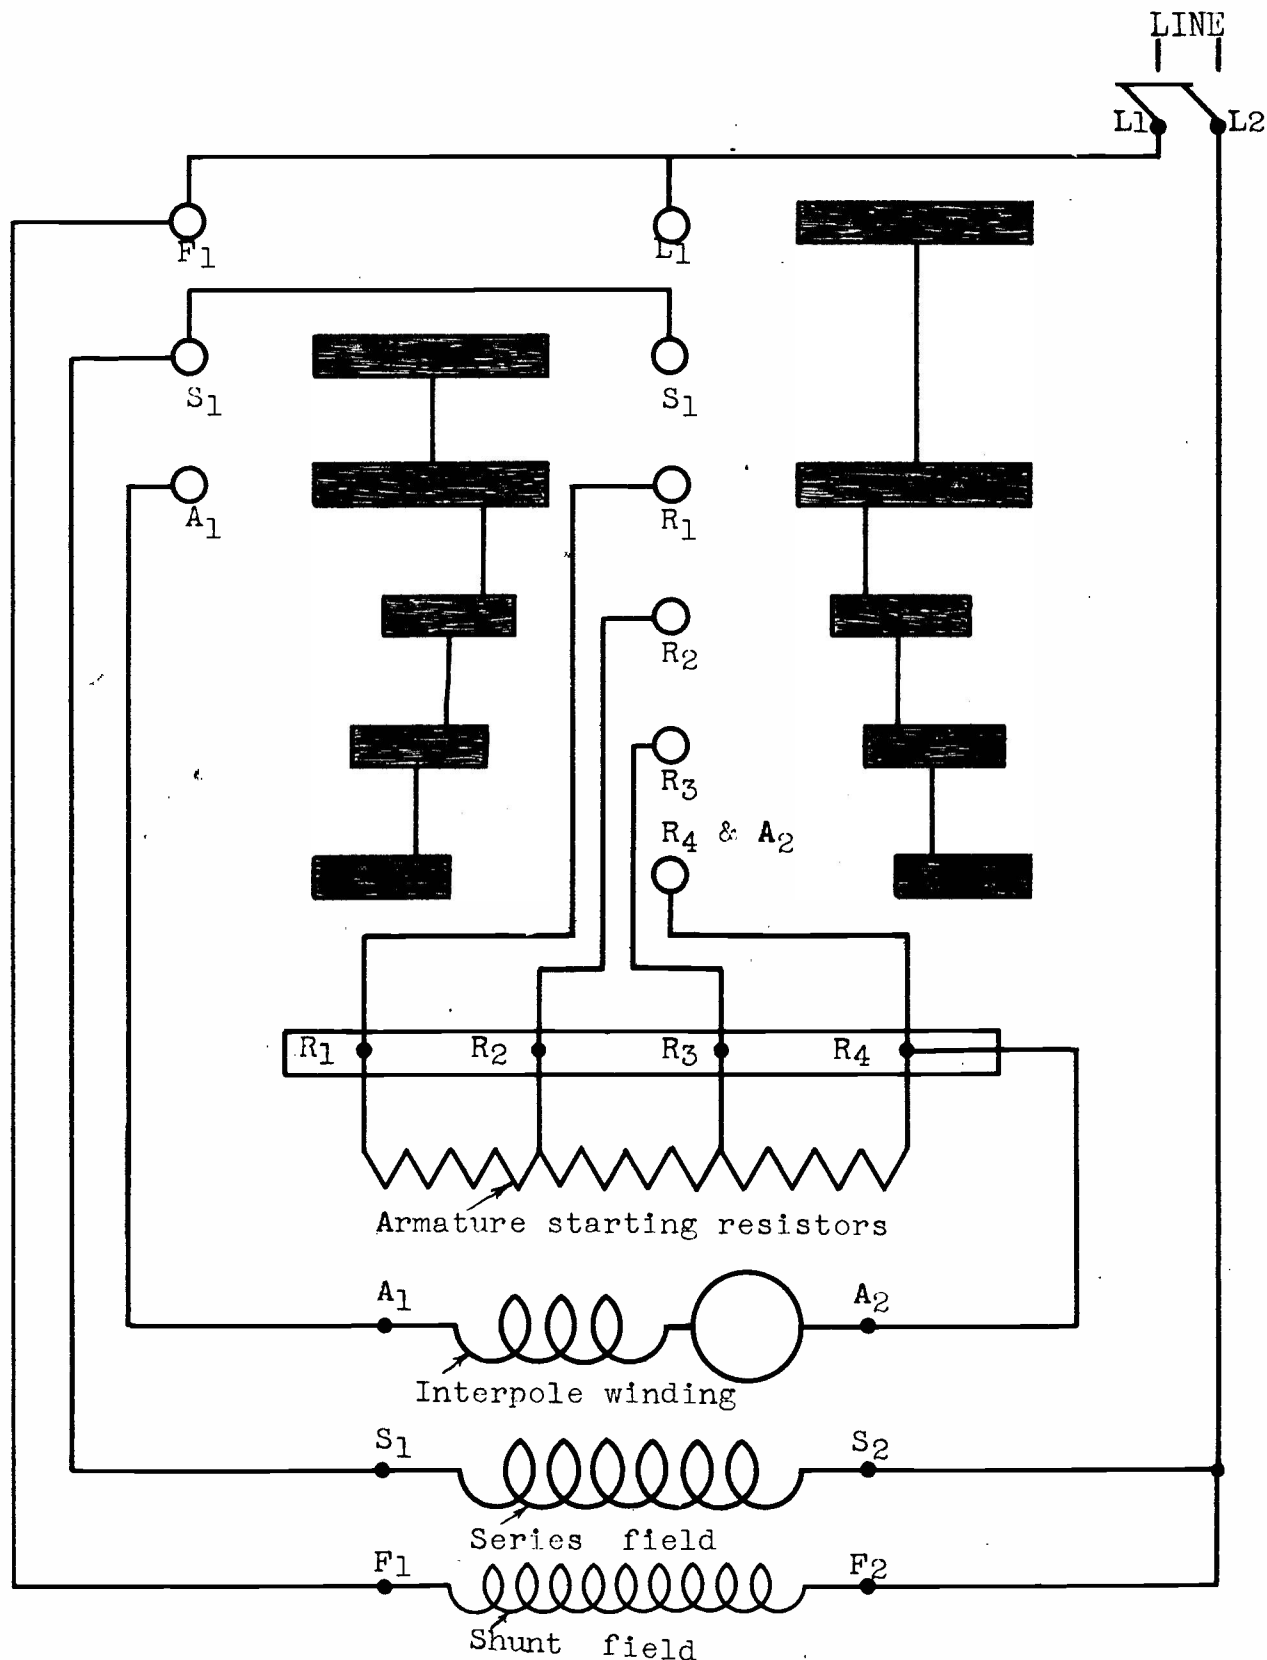 LINE
L1 L2
F1 L1
S1 S1
A1 R1
R2
R3
R4 & A2
R1 R2 R3 R4
Armature starting resistors
A1 A2
Interpole winding
S1 S2
Series field
F1 F2
Shunt field